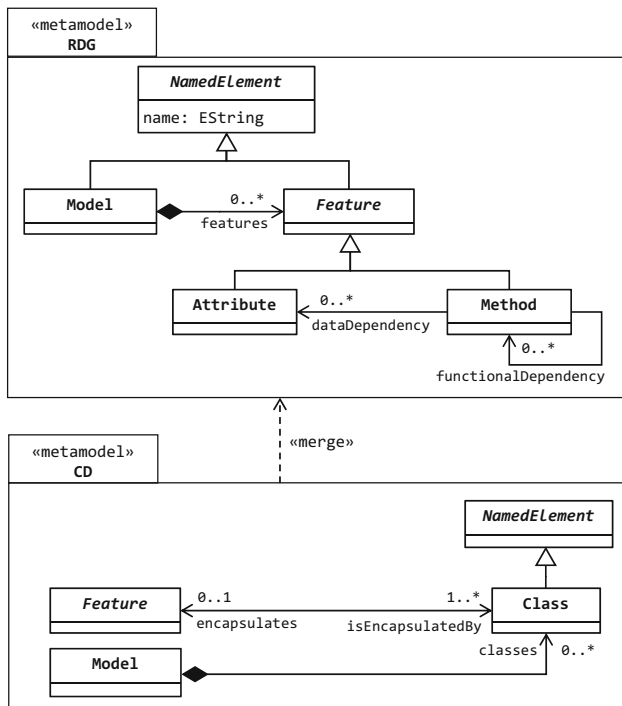 «metamodel»
RDG
NamedElement
name: EString
Model
0..*
features
Feature
Attribute
0..*
dataDependency
Method
0..*
functionalDependency
«merge»
«metamodel»
CD
NamedElement
Feature
0..1
encapsulates
1..*
isEncapsulatedBy
Class
Model
classes
0..*